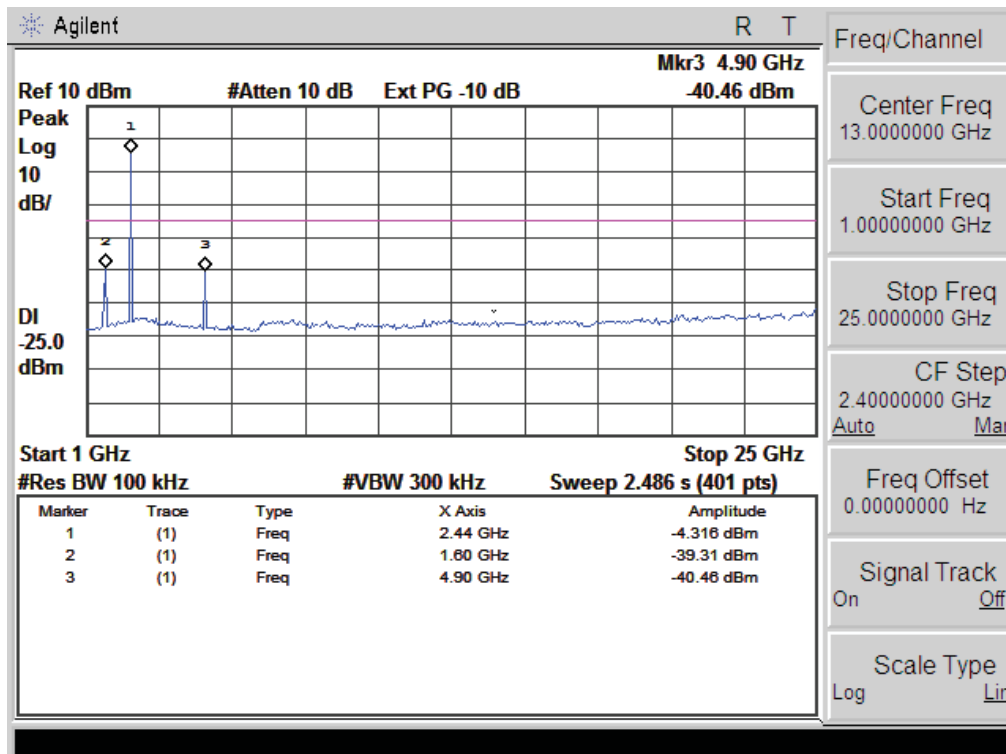 Agilent R T
Mkr3 4.90 GHz
Ref 10 dBm #Atten 10 dB Ext PG -10 dB -40.46 dBm
Peak
Log
10
dB/
1
2
3
DI
-25.0
dBm
Start 1 GHz Stop 25 GHz
#Res BW 100 kHz #VBW 300 kHz Sweep 2.486 s (401 pts)
Marker Trace Type X Axis Amplitude
1 (1) Freq 2.44 GHz -4.316 dBm
2 (1) Freq 1.60 GHz -39.31 dBm
3 (1) Freq 4.90 GHz -40.46 dBm
Freq/Channel
Center Freq
13.0000000 GHz
Start Freq
1.00000000 GHz
Stop Freq
25.0000000 GHz
CF Step
2.40000000 GHz
Auto Mar
Freq Offset
0.00000000 Hz
Signal Track
On Off
Scale Type
Log Lin